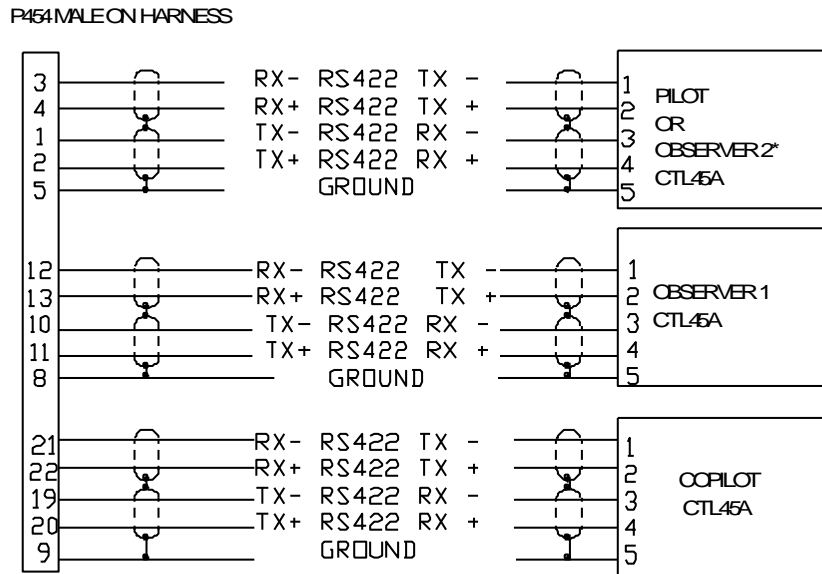 P454 MALE ON HARNESS
3 RX- RS422 TX - 1
4 RX+ RS422 TX + 2
1 TX- RS422 RX - 3
2 TX+ RS422 RX + 4
5 GROUND 5
PILOT
OR
OBSERVER 2*
CTL45A
12 RX- RS422 TX - 1
13 RX+ RS422 TX + 2
10 TX- RS422 RX - 3
11 TX+ RS422 RX + 4
8 GROUND 5
OBSERVER 1
CTL45A
21 RX- RS422 TX - 1
22 RX+ RS422 TX + 2
19 TX- RS422 RX - 3
20 TX+ RS422 RX + 4
9 GROUND 5
COPILOT
CTL45A